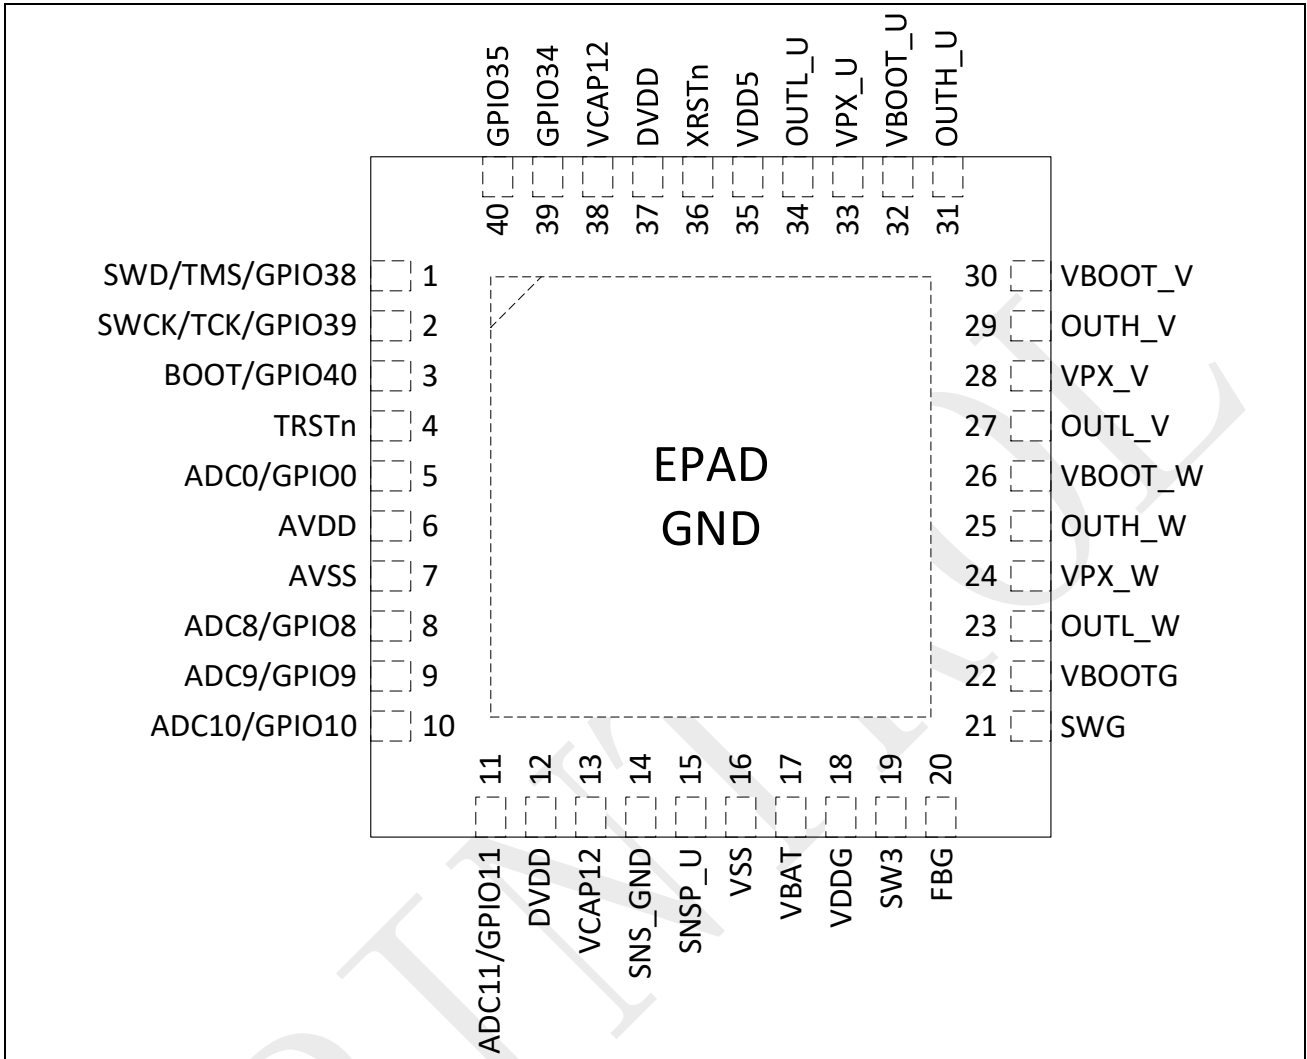 GPIO35
GPIO34
VCAP12
DVDD
XRSTn
VDD5
OUTL_U
VPX_U
VBOOT_U
OUTH_U
40
39
38
37
36
35
34
33
32
31
SWD/TMS/GPIO38 1
SWCK/TCK/GPIO39 2
BOOT/GPIO40 3
TRSTn 4
ADC0/GPIO0 5
AVDD 6
AVSS 7
ADC8/GPIO8 8
ADC9/GPIO9 9
ADC10/GPIO10 10
EPAD
GND
30 VBOOT_V
29 OUTH_V
28 VPX_V
27 OUTL_V
26 VBOOT_W
25 OUTH_W
24 VPX_W
23 OUTL_W
22 VBOOTG
21 SWG
11
12
13
14
15
16
17
18
19
20
ADC11/GPIO11
DVDD
VCAP12
SNS_GND
SNSP_U
VSS
VBAT
VDDG
SW3
FBG